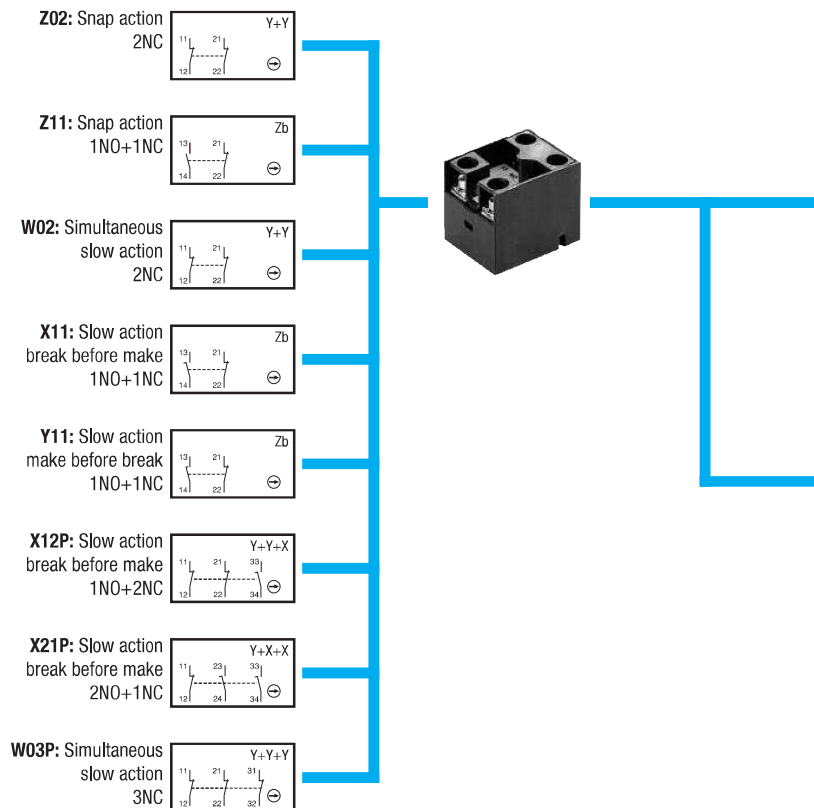 Z02: Snap action
2NC
Y+Y
11 21
12 22
Z11: Snap action
1NO+1NC
Zb
13 21
14 22
W02: Simultaneous
slow action
2NC
Y+Y
11 21
12 22
X11: Slow action
break before make
1NO+1NC
Zb
13 21
14 22
Y11: Slow action
make before break
1NO+1NC
Zb
13 21
14 22
X12P: Slow action
break before make
1NO+2NC
Y+Y+X
11 21 33
12 22 34
X21P: Slow action
break before make
2NO+1NC
Y+X+X
11 23 33
12 24 34
W03P: Simultaneous
slow action
3NC
Y+Y+Y
11 21 31
12 22 32